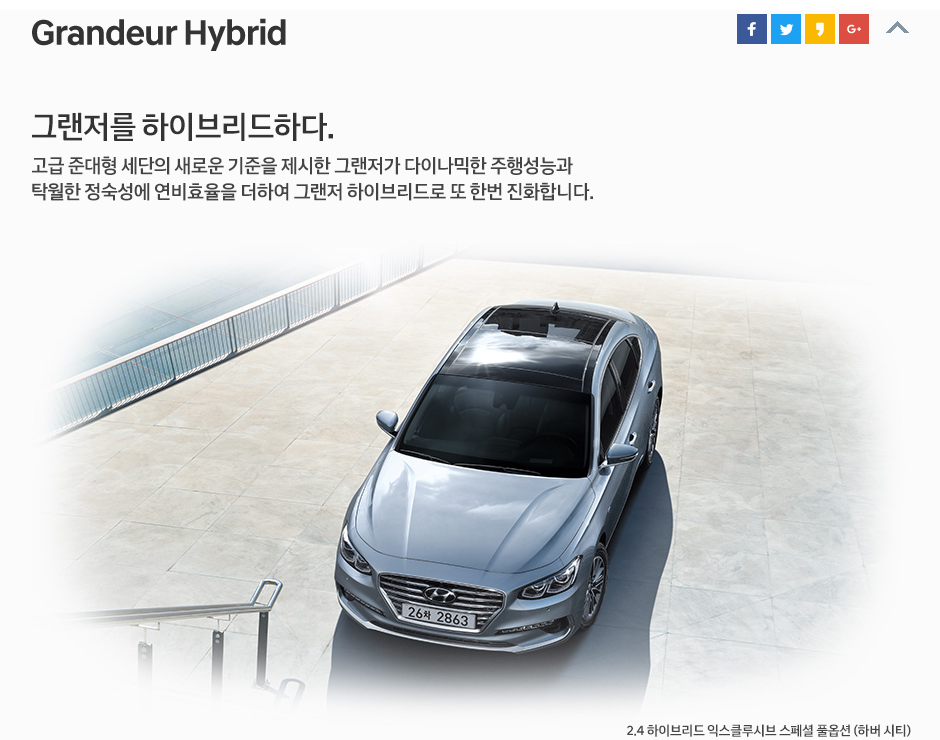 Grandeur Hybrid
그랜저를 하이브리드하다.
고급 준대형 세단의 새로운 기준을 제시한 그랜저가 다이나믹한 주행성능과
탁월한 정숙성에 연비효율을 더하여 그랜저 하이브리드로 또 한번 진화합니다.
26차 2863
2.4 하이브리드 익스클루시브 스페셜 풀옵션 (하버 시티)